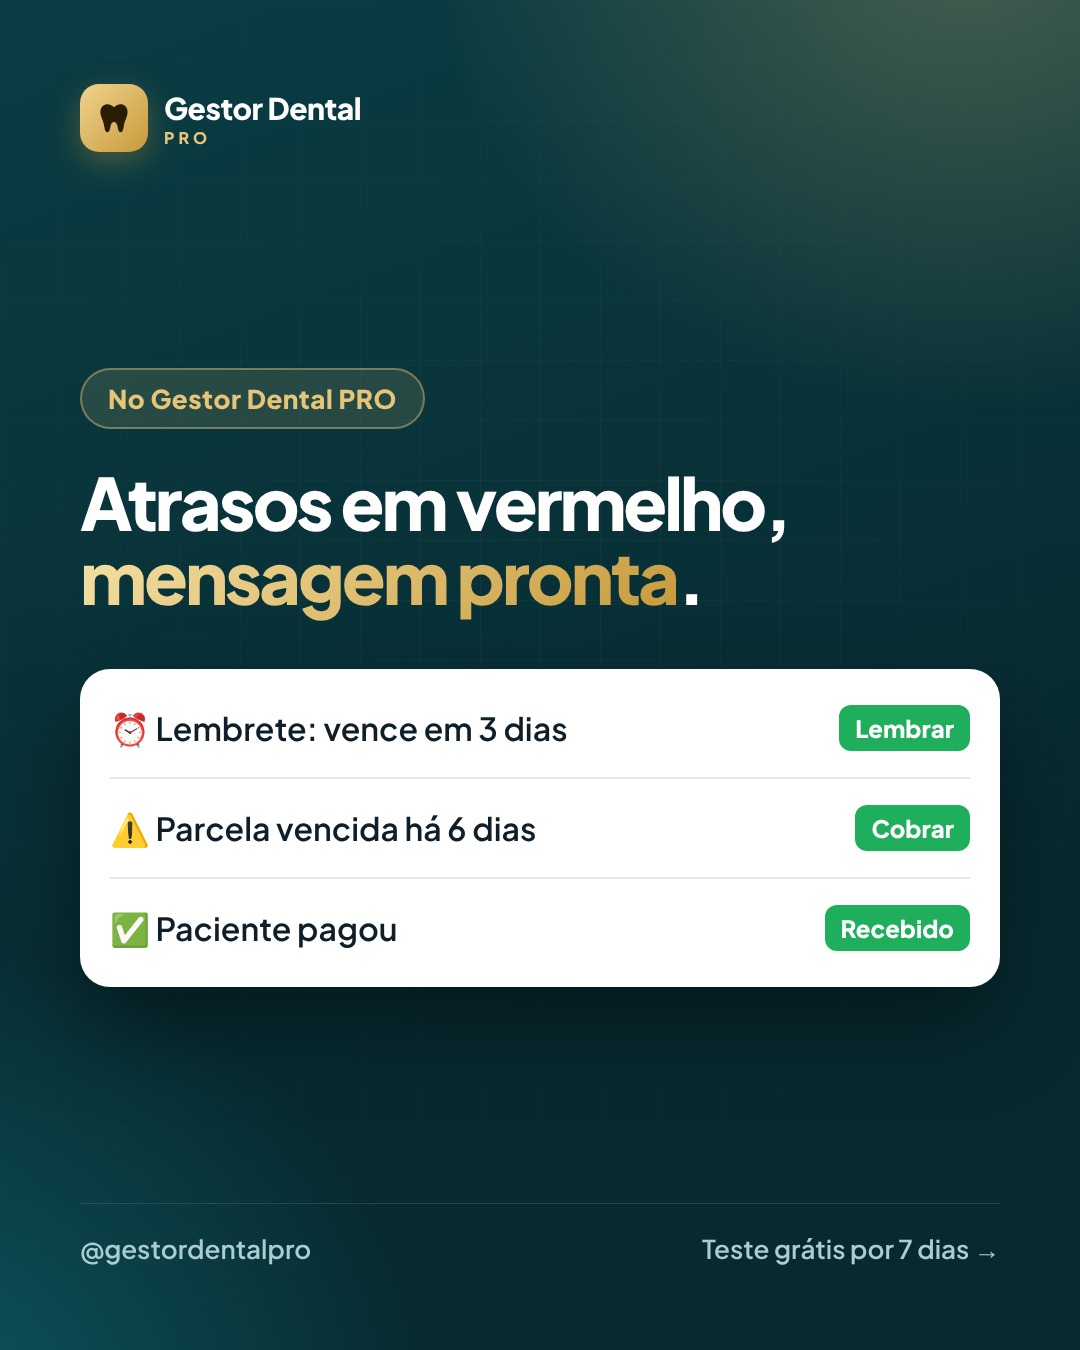 Gestor Dental
PRO
No Gestor Dental PRO
Atrasos em vermelho,
mensagem pronta.
⏰ Lembrete: vence em 3 dias
Lembrar
⚠️ Parcela vencida há 6 dias
Cobrar
✅ Paciente pagou
Recebido
@gestordentalpro
Teste grátis por 7 dias →